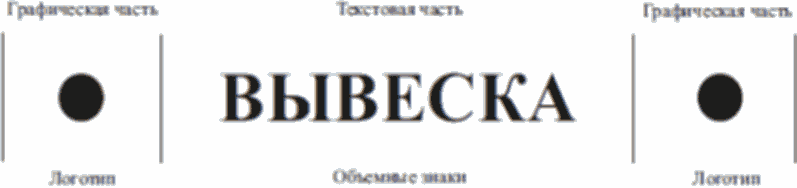 Графическая часть Текстовая часть Графическая часть
ВЫВЕСКА
Логотип Объемные знаки Логотип